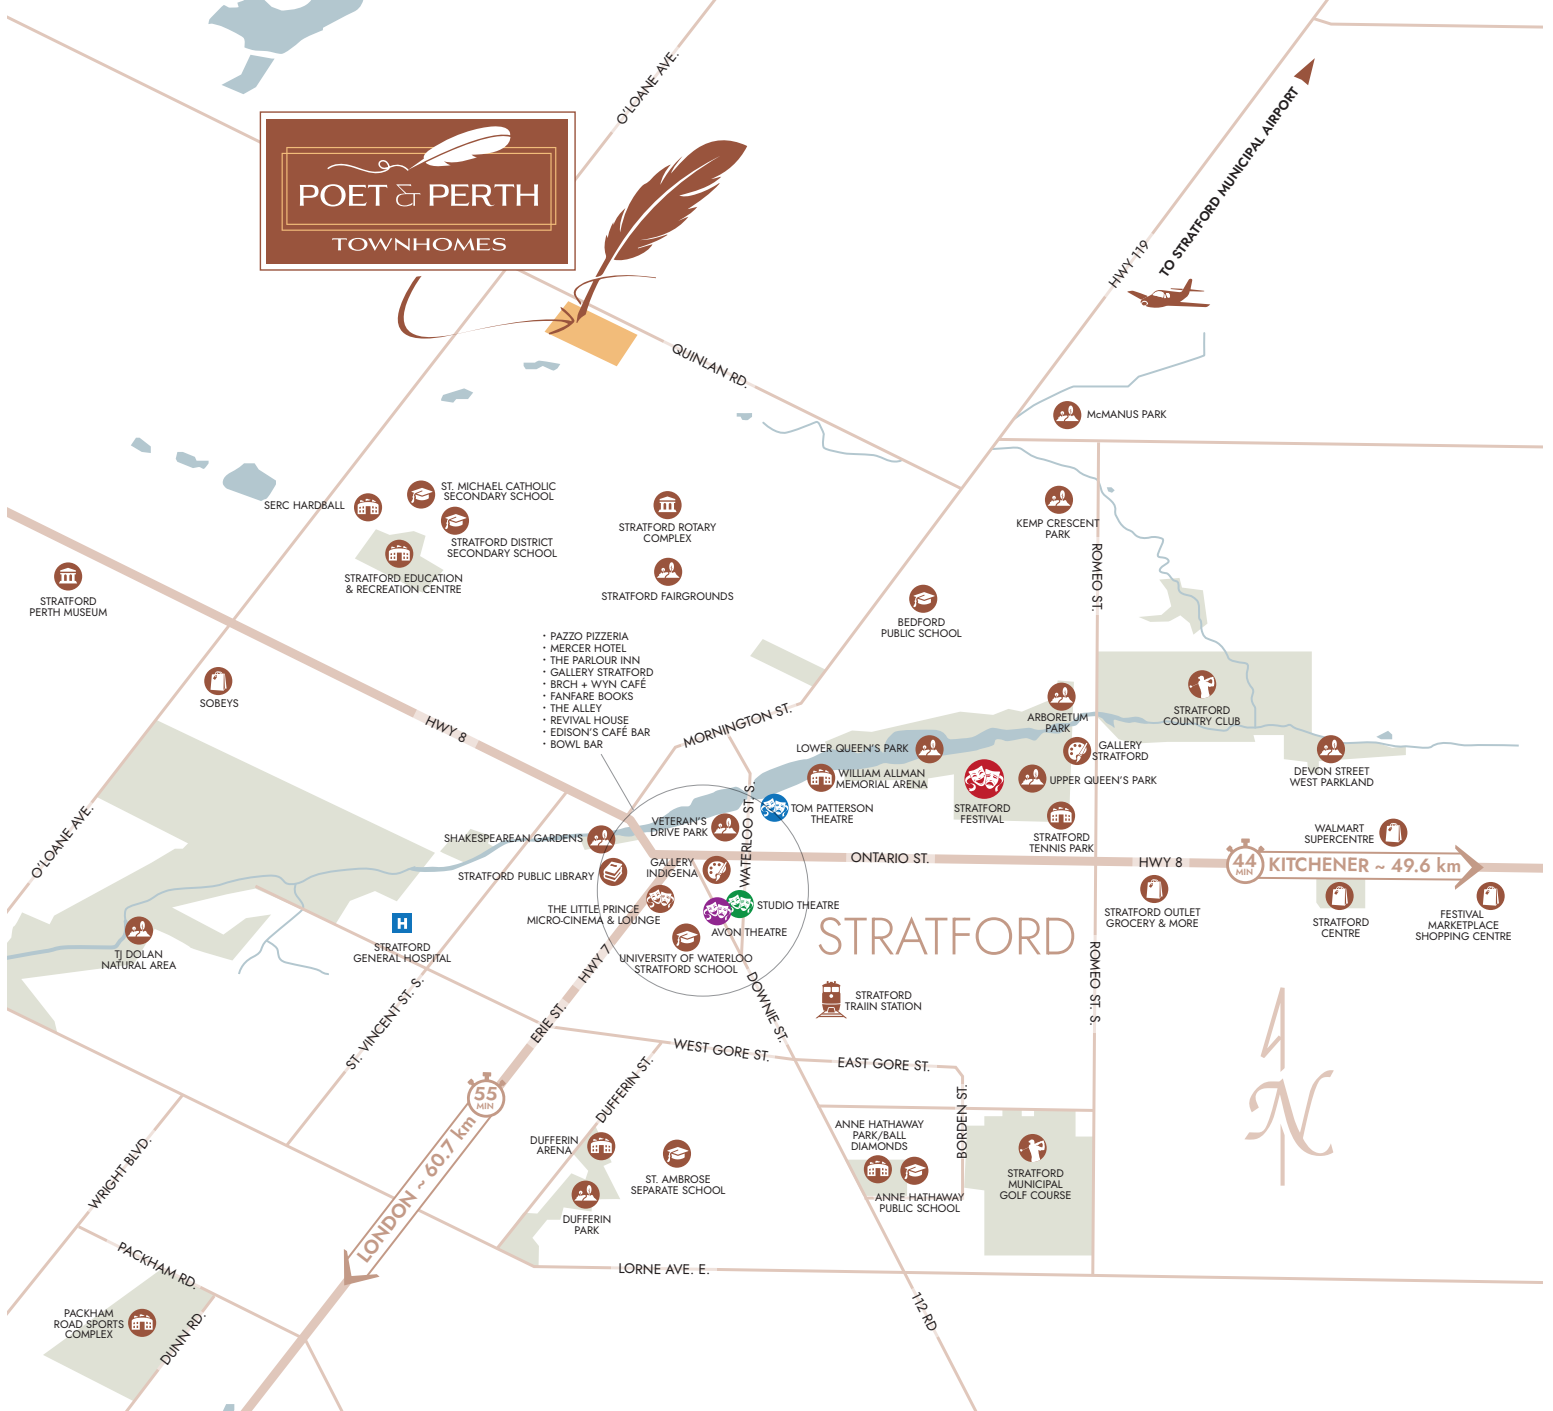 O'LOANE AVE.
POET & PERTH
TOWNHOMES
TO STRATFORD MUNICIPAL AIRPORT
HWY 119
QUINLAN RD.
McMANUS PARK
ST. MICHAEL CATHOLIC
SECONDARY SCHOOL
SERC HARDBALL
STRATFORD DISTRICT
SECONDARY SCHOOL
STRATFORD EDUCATION
& RECREATION CENTRE
STRATFORD ROTARY
COMPLEX
STRATFORD FAIRGROUNDS
KEMP CRESCENT
PARK
ROMEO ST.
STRATFORD
PERTH MUSEUM
BEDFORD
PUBLIC SCHOOL
· PAZZO PIZZERIA
· MERCER HOTEL
· THE PARLOUR INN
· GALLERY STRATFORD
· BRCH + WYN CAFÉ
· FANFARE BOOKS
· THE ALLEY
· REVIVAL HOUSE
· EDISON'S CAFÉ BAR
· BOWL BAR
SOBEYS
HWY 8
MORNINGTON ST.
ARBORETUM
PARK
STRATFORD
COUNTRY CLUB
LOWER QUEEN'S PARK
GALLERY
STRATFORD
WILLIAM ALLMAN
MEMORIAL ARENA
UPPER QUEEN'S PARK
DEVON STREET
WEST PARKLAND
STRATFORD
FESTIVAL
TOM PATTERSON
THEATRE
WATERLOO ST. S.
VETERAN'S
DRIVE PARK
SHAKESPEAREAN GARDENS
STRATFORD
TENNIS PARK
WALMART
SUPERCENTRE
O'LOANE AVE.
ONTARIO ST.
HWY 8
44
MIN
KITCHENER ~ 49.6 km
STRATFORD PUBLIC LIBRARY
GALLERY
INDIGENA
THE LITTLE PRINCE
MICRO-CINEMA & LOUNGE
STUDIO THEATRE
AVON THEATRE
STRATFORD
STRATFORD OUTLET
GROCERY & MORE
STRATFORD
CENTRE
FESTIVAL
MARKETPLACE
SHOPPING CENTRE
TJ DOLAN
NATURAL AREA
H
STRATFORD
GENERAL HOSPITAL
UNIVERSITY OF WATERLOO
STRATFORD SCHOOL
HWY 7
ERIE ST.
DOWNIE ST.
STRATFORD
TRAIN STATION
ROMEO ST. S.
ST. VINCENT ST. S.
WEST GORE ST.
EAST GORE ST.
DUFFERIN ST.
BORDEN ST.
N
55
MIN
LONDON ~ 60.7 km
WRIGHT BLVD.
DUFFERIN
ARENA
ST. AMBROSE
SEPARATE SCHOOL
DUFFERIN
PARK
ANNE HATHAWAY
PARK/BALL
DIAMONDS
ANNE HATHAWAY
PUBLIC SCHOOL
STRATFORD
MUNICIPAL
GOLF COURSE
PACKHAM RD.
LORNE AVE. E.
112 RD
PACKHAM
ROAD SPORTS
COMPLEX
DUNN RD.